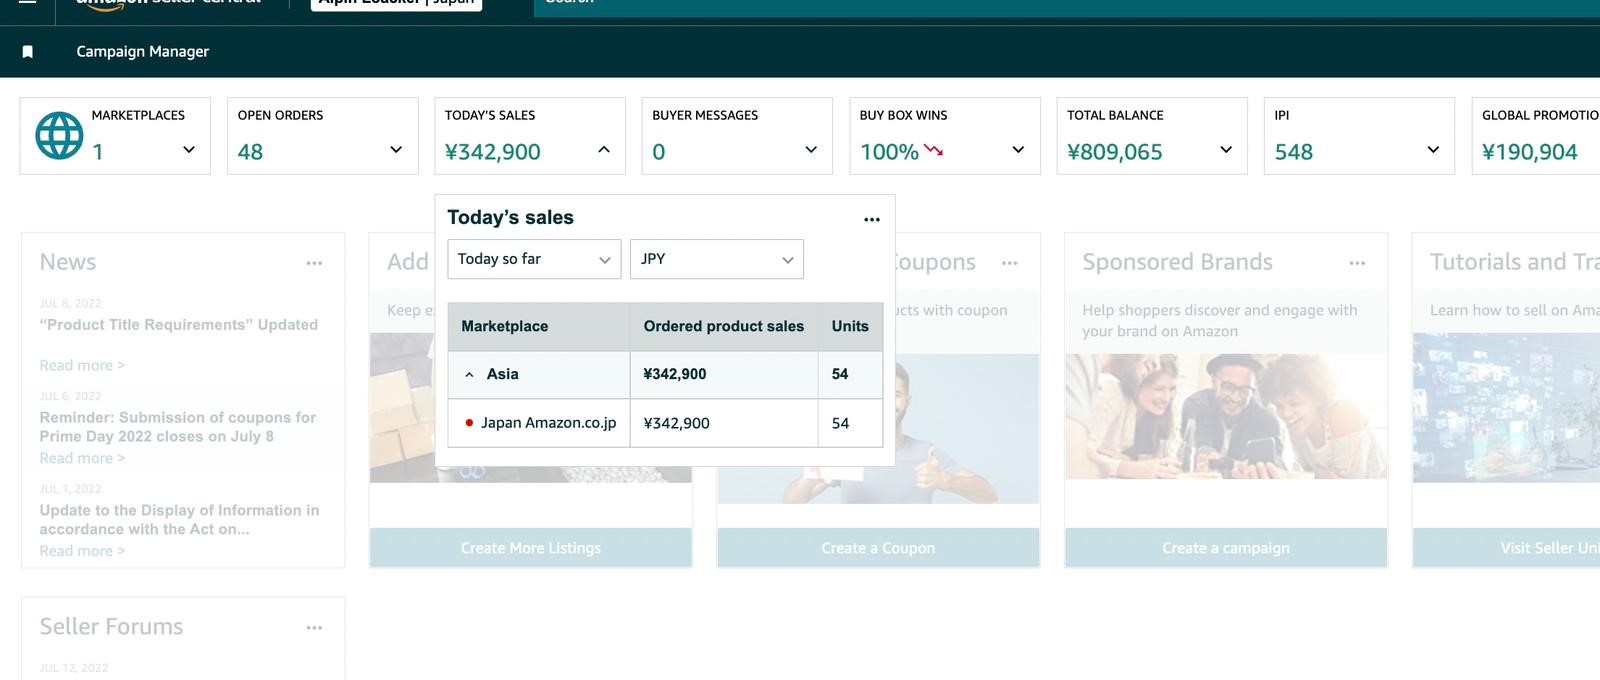 amazon seller central
Alpin Loacker | Japan
Search
Campaign Manager
MARKETPLACES
1
OPEN ORDERS
48
TODAY’S SALES
¥342,900
BUYER MESSAGES
0
BUY BOX WINS
100%
TOTAL BALANCE
¥809,065
IPI
548
GLOBAL PROMOTIO
¥190,904
Today’s sales
Today so far
JPY
Marketplace Ordered product sales Units
Asia ¥342,900 54
Japan Amazon.co.jp ¥342,900 54
News
JUL 8, 2022
“Product Title Requirements” Updated
Read more >
JUL 6, 2022
Reminder: Submission of coupons for
Prime Day 2022 closes on July 8
Read more >
JUL 1, 2022
Update to the Display of Information in
accordance with the Act on...
Read more >
Add
Keep
Create More Listings
Coupons
with coupon
Create a Coupon
Sponsored Brands
Help shoppers discover and engage with
your brand on Amazon
Create a campaign
Tutorials and Tra
Learn how to sell on Ama
Visit Seller Uni
Seller Forums
JUL 12, 2022